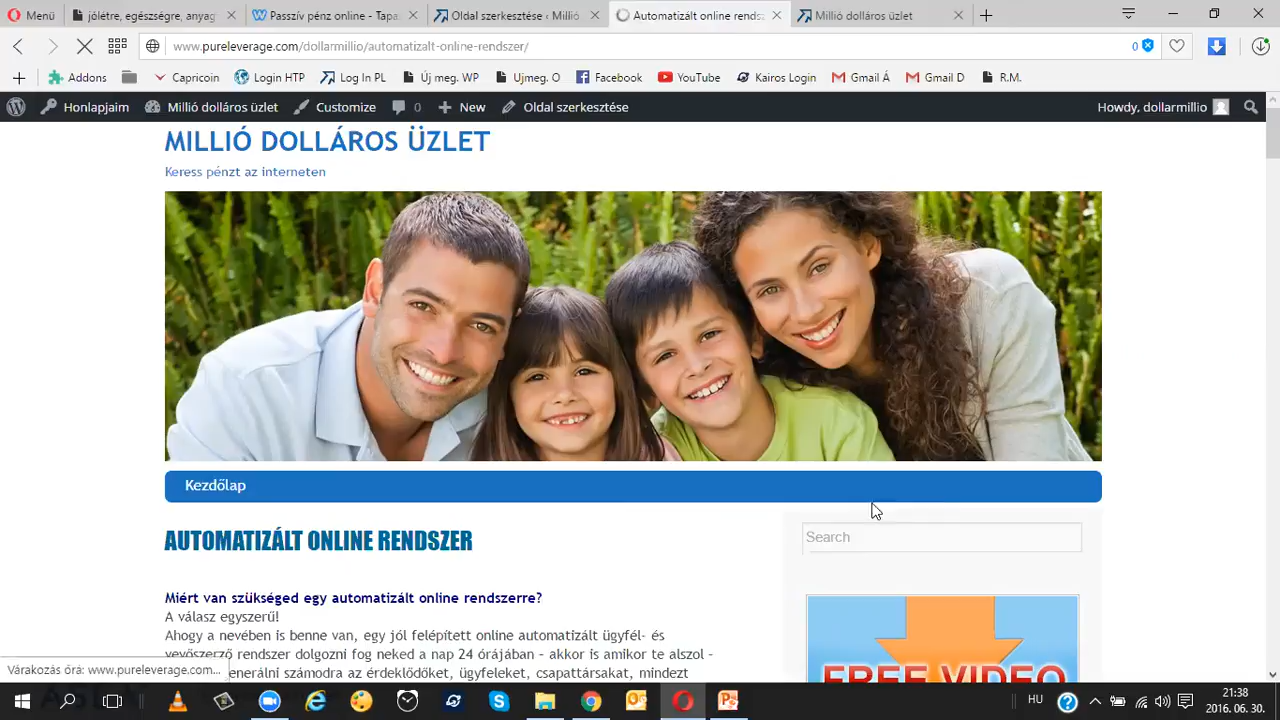 Menü
jólétre, egészségre, anyag
Passzív pénz online - Tapa
Oldal szerkesztése ‹ Millió
Automatizált online rends
Millió dolláros üzlet
www.pureleverage.com/dollarmillio/automatizalt-online-rendszer/
0
Addons
Capricoin
Login HTP
Log In PL
Új meg. WP
Ujmeg. O
Facebook
YouTube
Kairos Login
Gmail Á
Gmail D
R.M.
Honlapjaim
Millió dolláros üzlet
Customize
0
New
Oldal szerkesztése
Howdy, dollarmillio
MILLIÓ DOLLÁROS ÜZLET
Keress pénzt az interneten
Kezdőlap
Search
AUTOMATIZÁLT ONLINE RENDSZER
Miért van szükséged egy automatizált online rendszerre?
A válasz egyszerű!
Ahogy a nevében is benne van, egy jól felépített online automatizált ügyfél- és
vevőszerző rendszer dolgozni fog neked a nap 24 órájában – akkor is amikor te alszol –
generálni számodra az érdeklődőket, ügyfeleket, csapattársakat, mindezt
FREE VIDEO
Várakozás óra: www.pureleverage.com...
HU
21:38
2016. 06. 30.